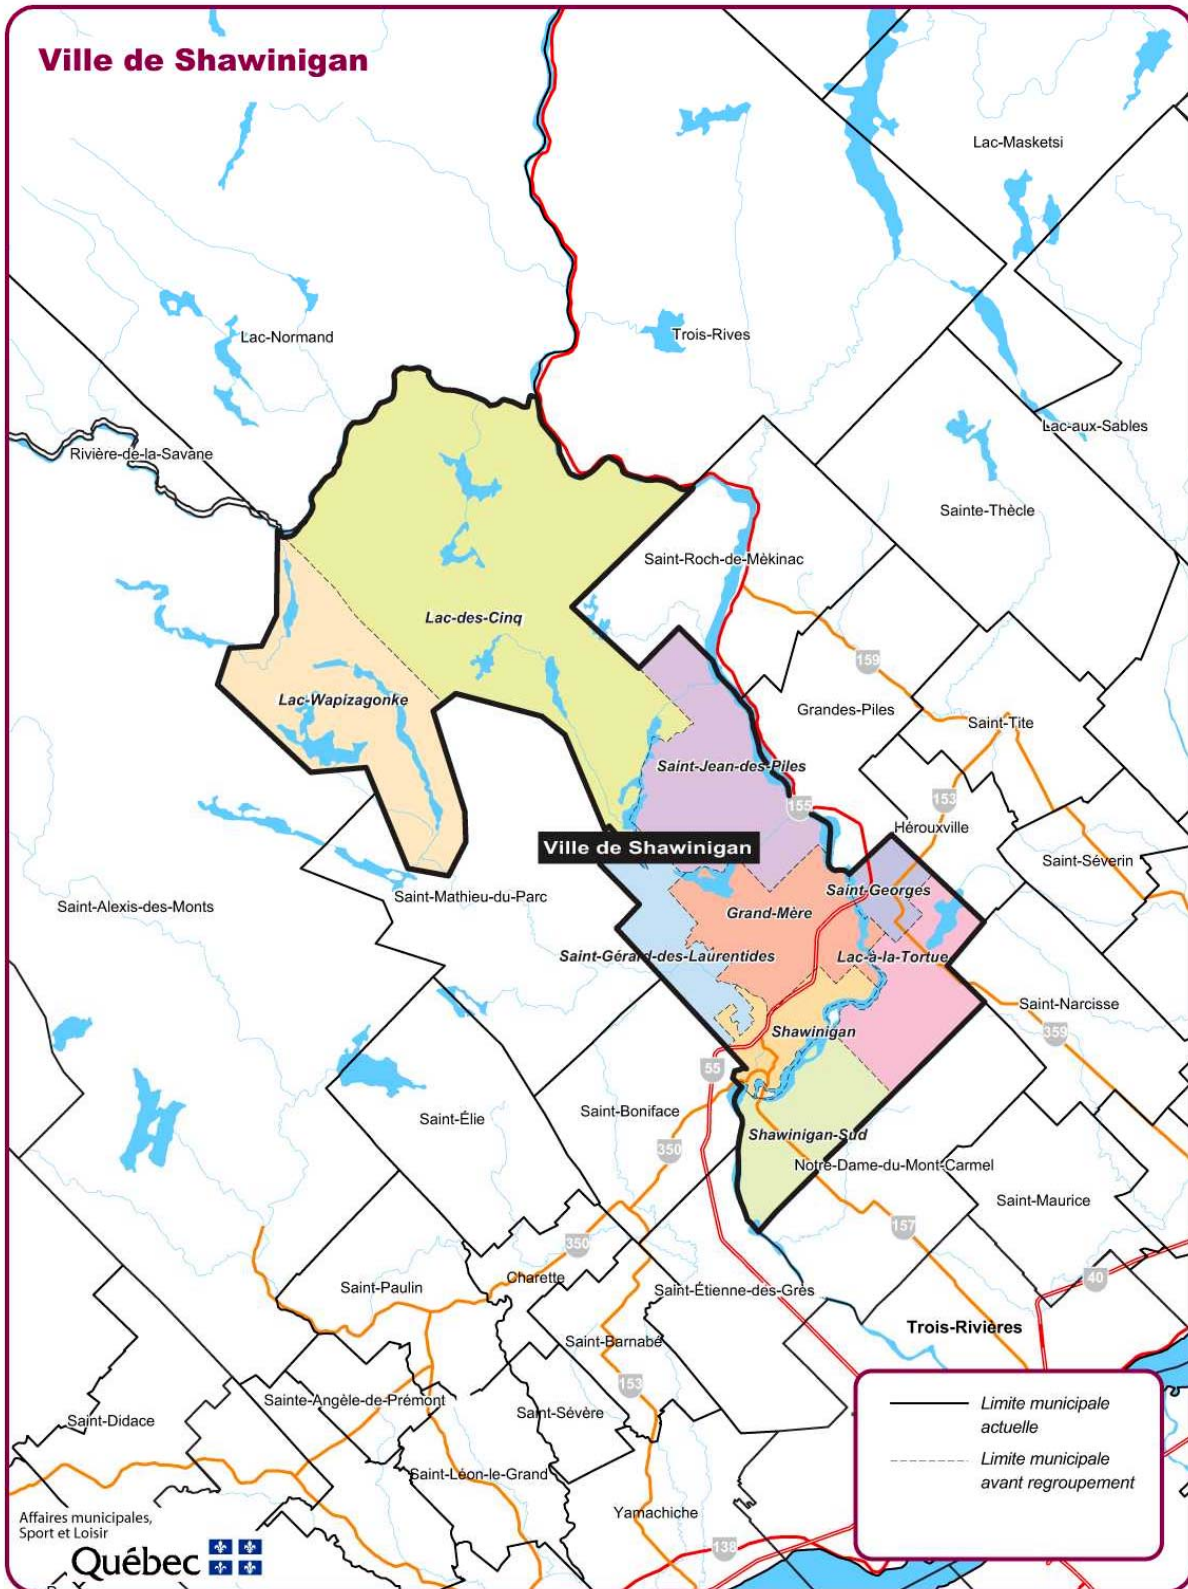 Ville de Shawinigan
Lac-Masketsi
Lac-Normand
Trois-Rives
Lac-aux-Sables
Rivière-de-la-Savane
Sainte-Thècle
Saint-Roch-de-Mékinac
Lac-des-Cinq
159
Lac-Wapizagonke
Grandes-Piles
Saint-Tite
Saint-Jean-des-Piles
155
153
Hérouxville
Ville de Shawinigan
Saint-Séverin
Saint-Mathieu-du-Parc
Saint-Georges
Saint-Alexis-des-Monts
Grand-Mère
Saint-Gérard-des-Laurentides
Lac-à-la-Tortue
Saint-Narcisse
Shawinigan
359
55
Saint-Élie
Saint-Boniface
Shawinigan-Sud
350
Notre-Dame-du-Mont-Carmel
Saint-Maurice
157
350
Charette
40
Saint-Paulin
Saint-Étienne-des-Grès
Trois-Rivières
Saint-Barnabé
153
Sainte-Angèle-de-Prémont
Saint-Sévère
Saint-Didace
Saint-Léon-le-Grand
Yamachiche
138
Limite municipale
actuelle
Limite municipale
avant regroupement
Affaires municipales,
Sport et Loisir
Québec